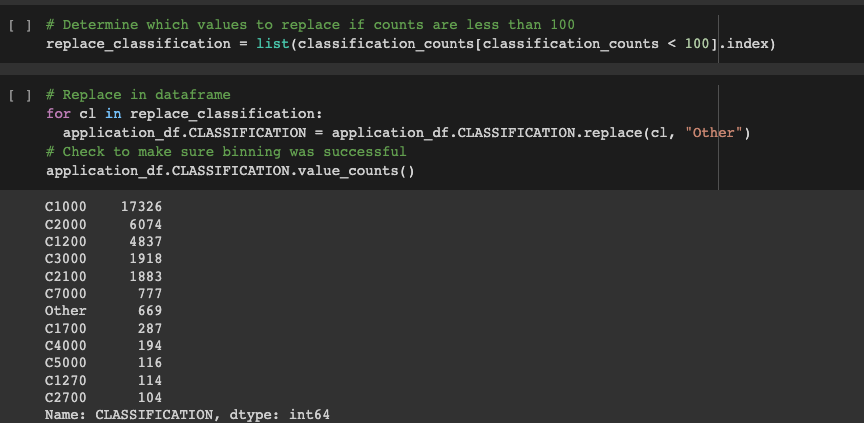 [ ] # Determine which values to replace if counts are less than 100
replace_classification = list(classification_counts[classification_counts < 100].index)
[ ] # Replace in dataframe
for cl in replace_classification:
  application_df.CLASSIFICATION = application_df.CLASSIFICATION.replace(cl, "Other")
# Check to make sure binning was successful
application_df.CLASSIFICATION.value_counts()
C1000    17326
C2000     6074
C1200     4837
C3000     1918
C2100     1883
C7000      777
Other      669
C1700      287
C4000      194
C5000      116
C1270      114
C2700      104
Name: CLASSIFICATION, dtype: int64